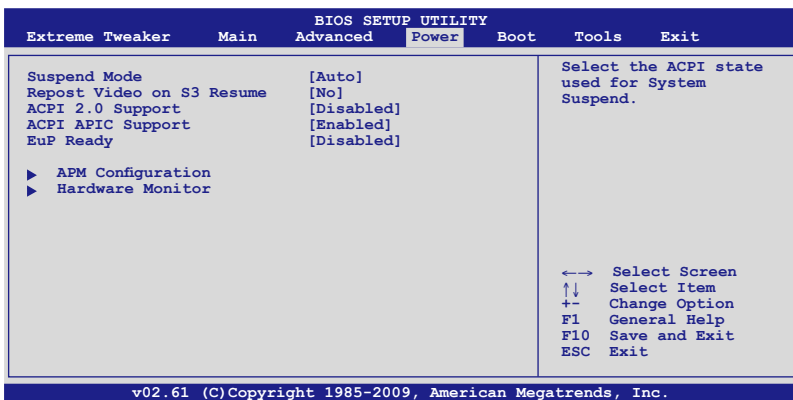 BIOS SETUP UTILITY
Extreme Tweaker Main Advanced Power Boot Tools Exit
Suspend Mode [Auto]
Repost Video on S3 Resume [No]
ACPI 2.0 Support [Disabled]
ACPI APIC Support [Enabled]
EuP Ready [Disabled]
▶ APM Configuration
▶ Hardware Monitor
Select the ACPI state
used for System
Suspend.
←→ Select Screen
↑↓ Select Item
+- Change Option
F1 General Help
F10 Save and Exit
ESC Exit
v02.61 (C)Copyright 1985-2009, American Megatrends, Inc.